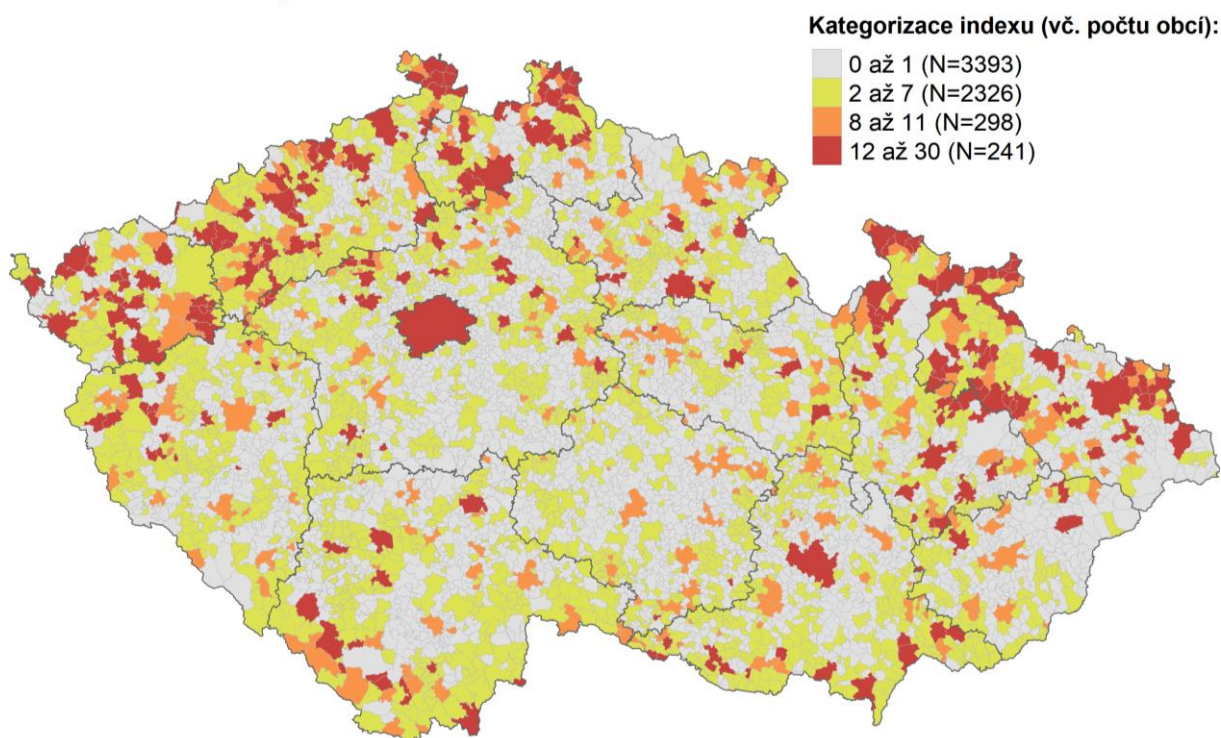 Kategorizace indexu (vč. počtu obcí):
0 až 1 (N=3393)
2 až 7 (N=2326)
8 až 11 (N=298)
12 až 30 (N=241)